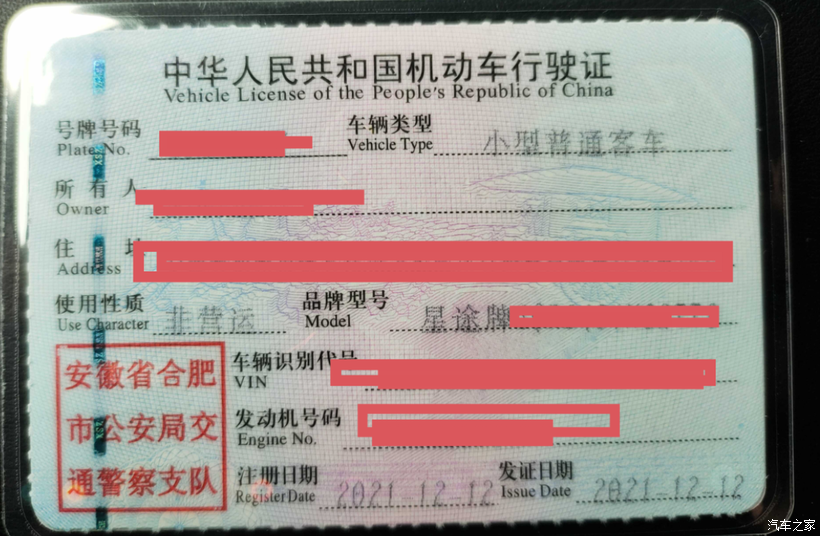 中华人民共和国机动车行驶证
Vehicle License of the People's Republic of China
号牌号码 车辆类型 小型普通客车
Plate No. Vehicle Type
所有人
Owner
住 址
Address
使用性质 非营运 品牌型号 星途牌
Use Character Model
安徽省合肥
市公安局交
通警察支队
车辆识别代号
VIN
发动机号码
Engine No.
注册日期 2021-12-12 发证日期 2021-12-12
Register Date Issue Date
汽车之家